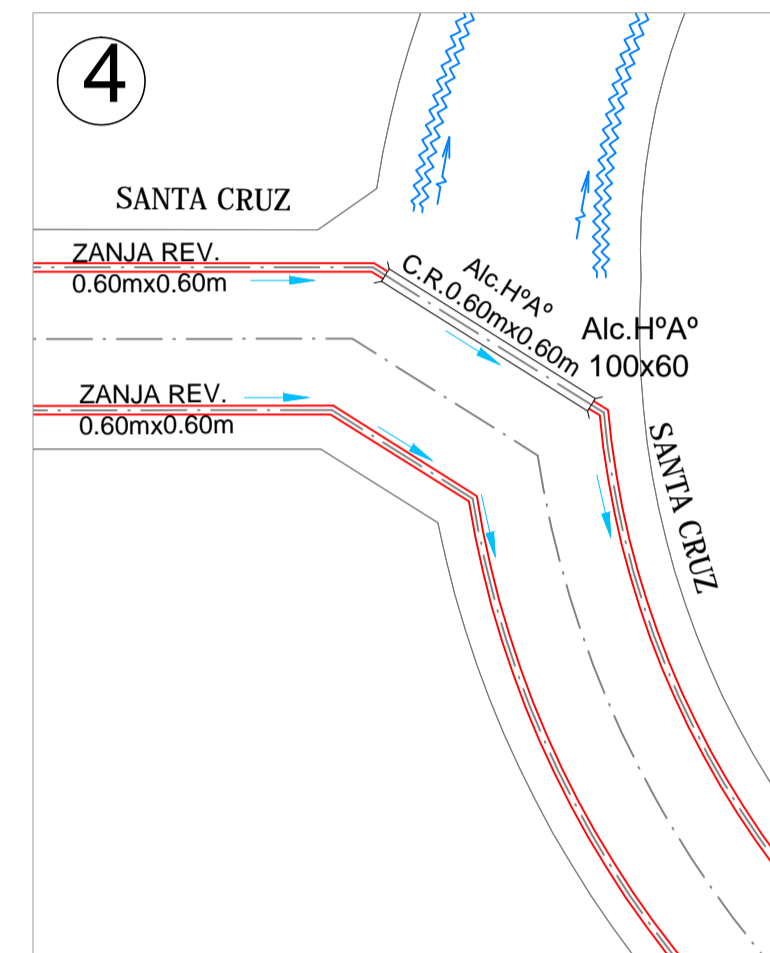 4
SANTA CRUZ
ZANJA REV.
0.60mx0.60m
Alc.HºAº
C.R.0.60mx0.60m
Alc.HºAº
100x60
ZANJA REV.
0.60mx0.60m
SANTA CRUZ